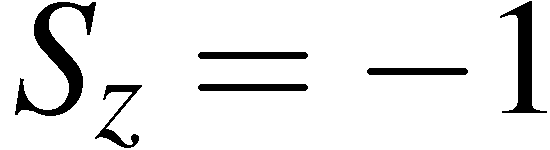 S_z = −1